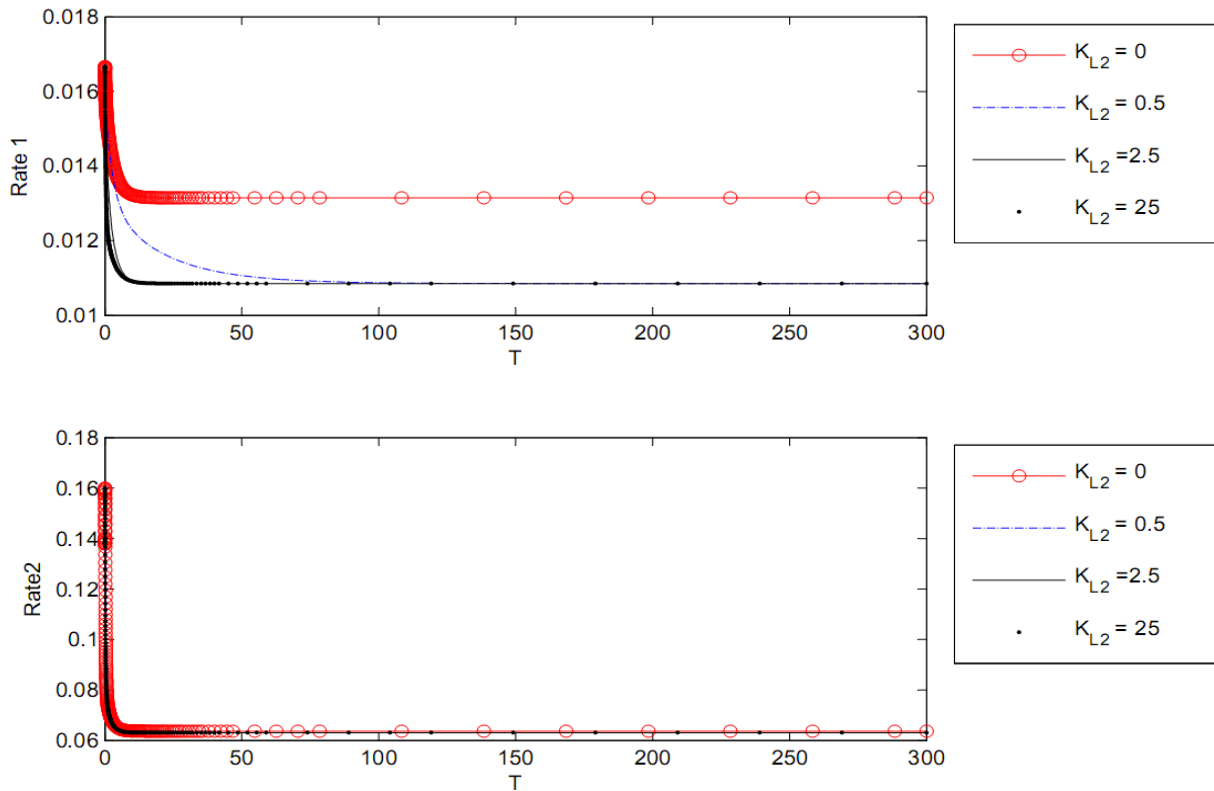 0.018
0.016
0.014
0.012
0.01
Rate 1
0 50 100 150 200 250 300
T
K_L2 = 0
K_L2 = 0.5
K_L2 =2.5
K_L2 = 25
0.18
0.16
0.14
0.12
0.1
0.08
0.06
Rate2
0 50 100 150 200 250 300
T
K_L2 = 0
K_L2 = 0.5
K_L2 =2.5
K_L2 = 25